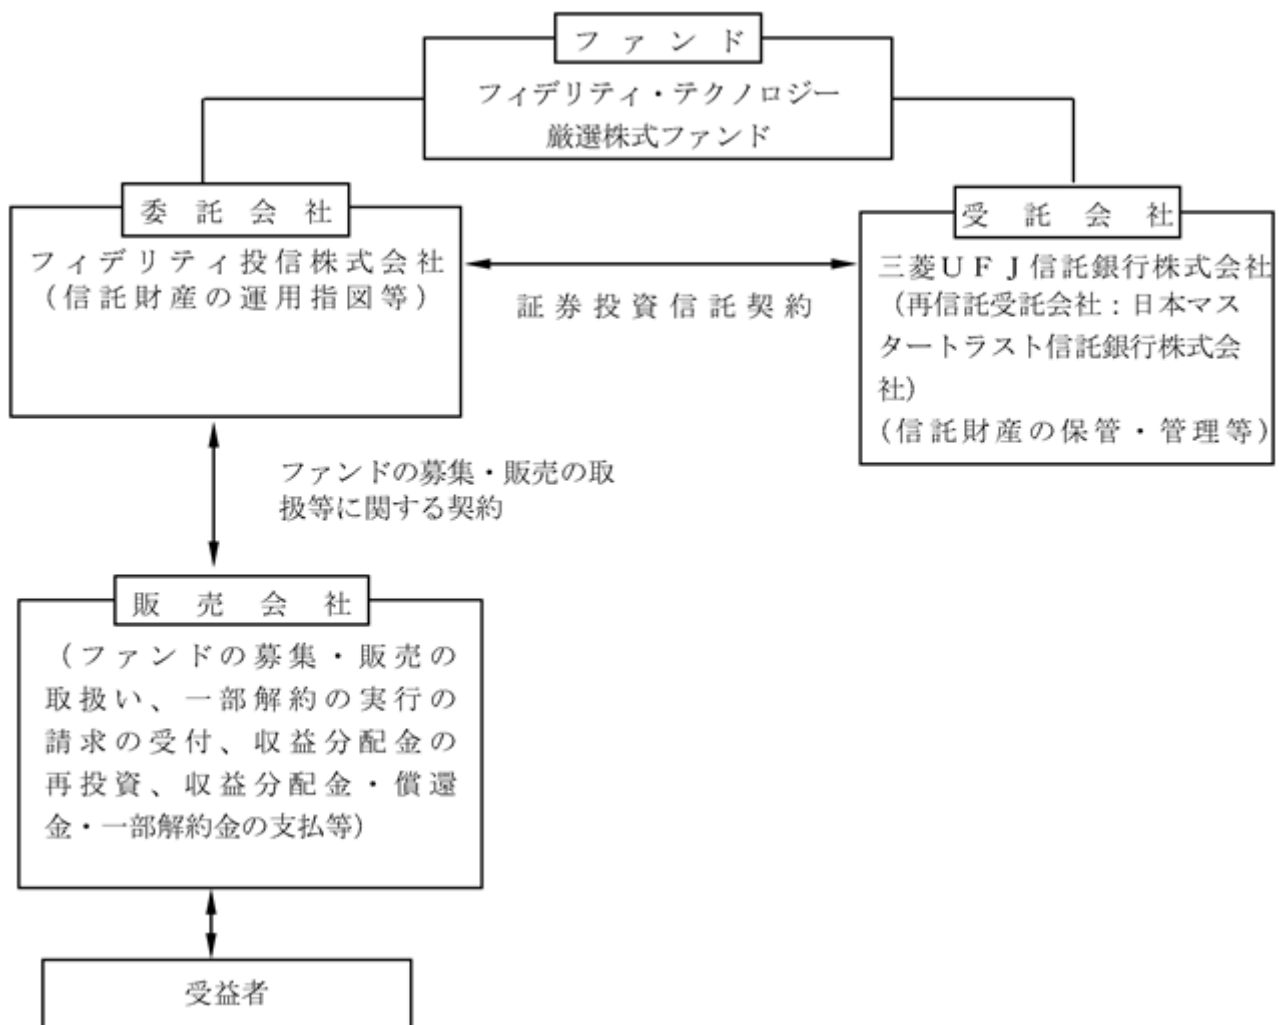 ファンド
フィデリティ・テクノロジー
厳選株式ファンド
委託会社
フィデリティ投信株式会社
(信託財産の運用指図等)
証券投資信託契約
受託会社
三菱UFJ信託銀行株式会社
(再信託受託会社：日本マス
タートラスト信託銀行株式会
社)
(信託財産の保管・管理等)
ファンドの募集・販売の取
扱等に関する契約
販売会社
(ファンドの募集・販売の
取扱い、一部解約の実行の
請求の受付、収益分配金の
再投資、収益分配金・償還
金・一部解約金の支払等)
受益者